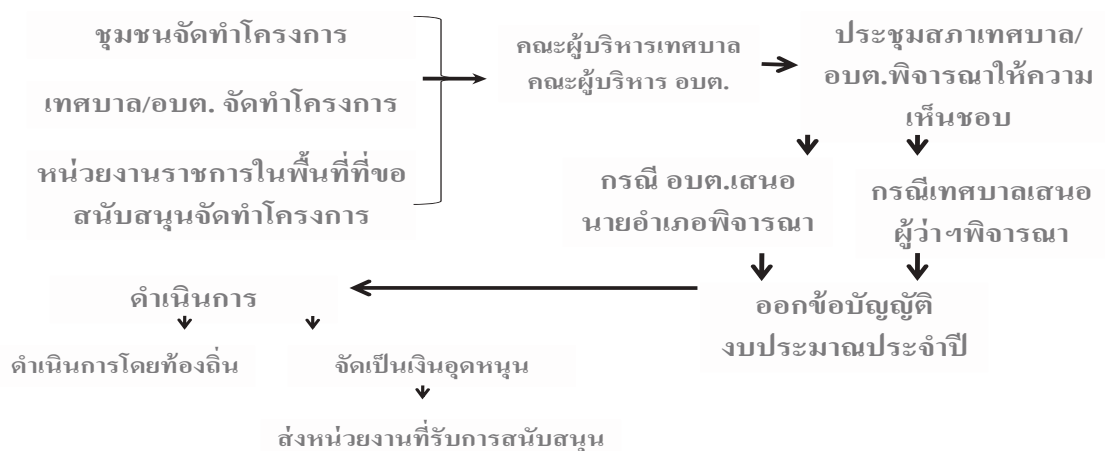 ชุมชนจัดทำโครงการ
เทศบาล/อบต. จัดทำโครงการ
หน่วยงานราชการในพื้นที่ที่ขอ
สนับสนุนจัดทำโครงการ
คณะผู้บริหารเทศบาล
คณะผู้บริหาร อบต.
ประชุมสภาเทศบาล/
อบต.พิจารณาให้ความ
เห็นชอบ
กรณี อบต.เสนอ
นายอำเภอพิจารณา
กรณีเทศบาลเสนอ
ผู้ว่าฯพิจารณา
ออกข้อบัญญัติ
งบประมาณประจำปี
ดำเนินการ
ดำเนินการโดยท้องถิ่น
จัดเป็นเงินอุดหนุน
ส่งหน่วยงานที่รับการสนับสนุน